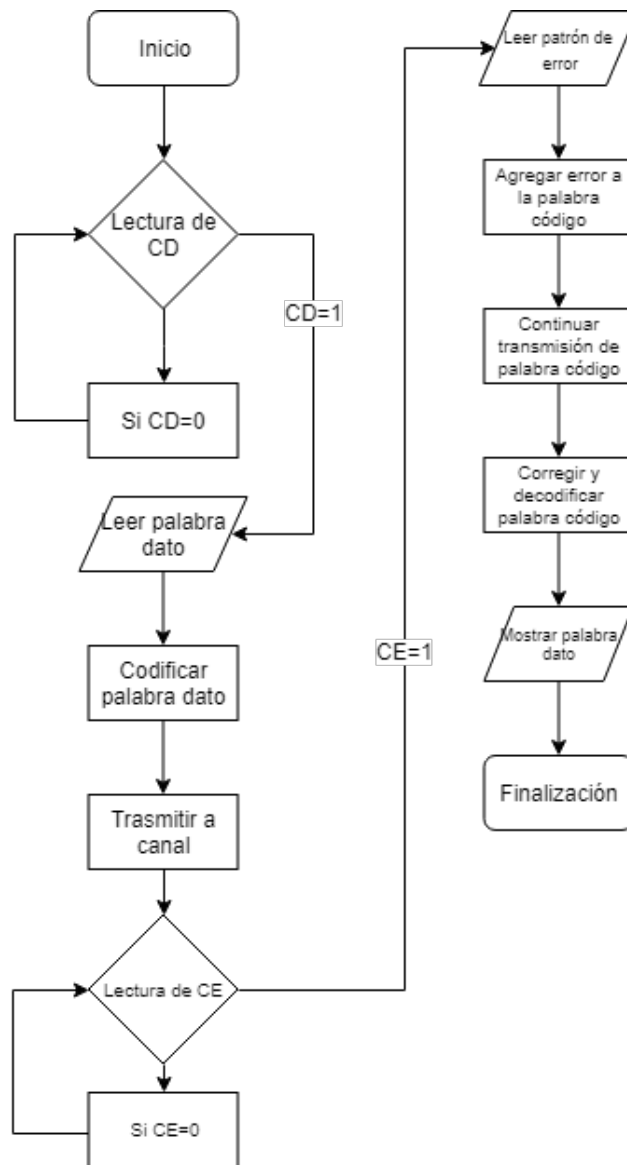 Inicio
Lectura de
CD
CD=1
Si CD=0
Leer palabra
dato
Codificar
palabra dato
Trasmitir a
canal
Lectura de CE
Si CE=0
CE=1
Leer patrón de
error
Agregar error a
la palabra
código
Continuar
transmisión de
palabra código
Corregir y
decodificar
palabra código
Mostrar palabra
dato
Finalización